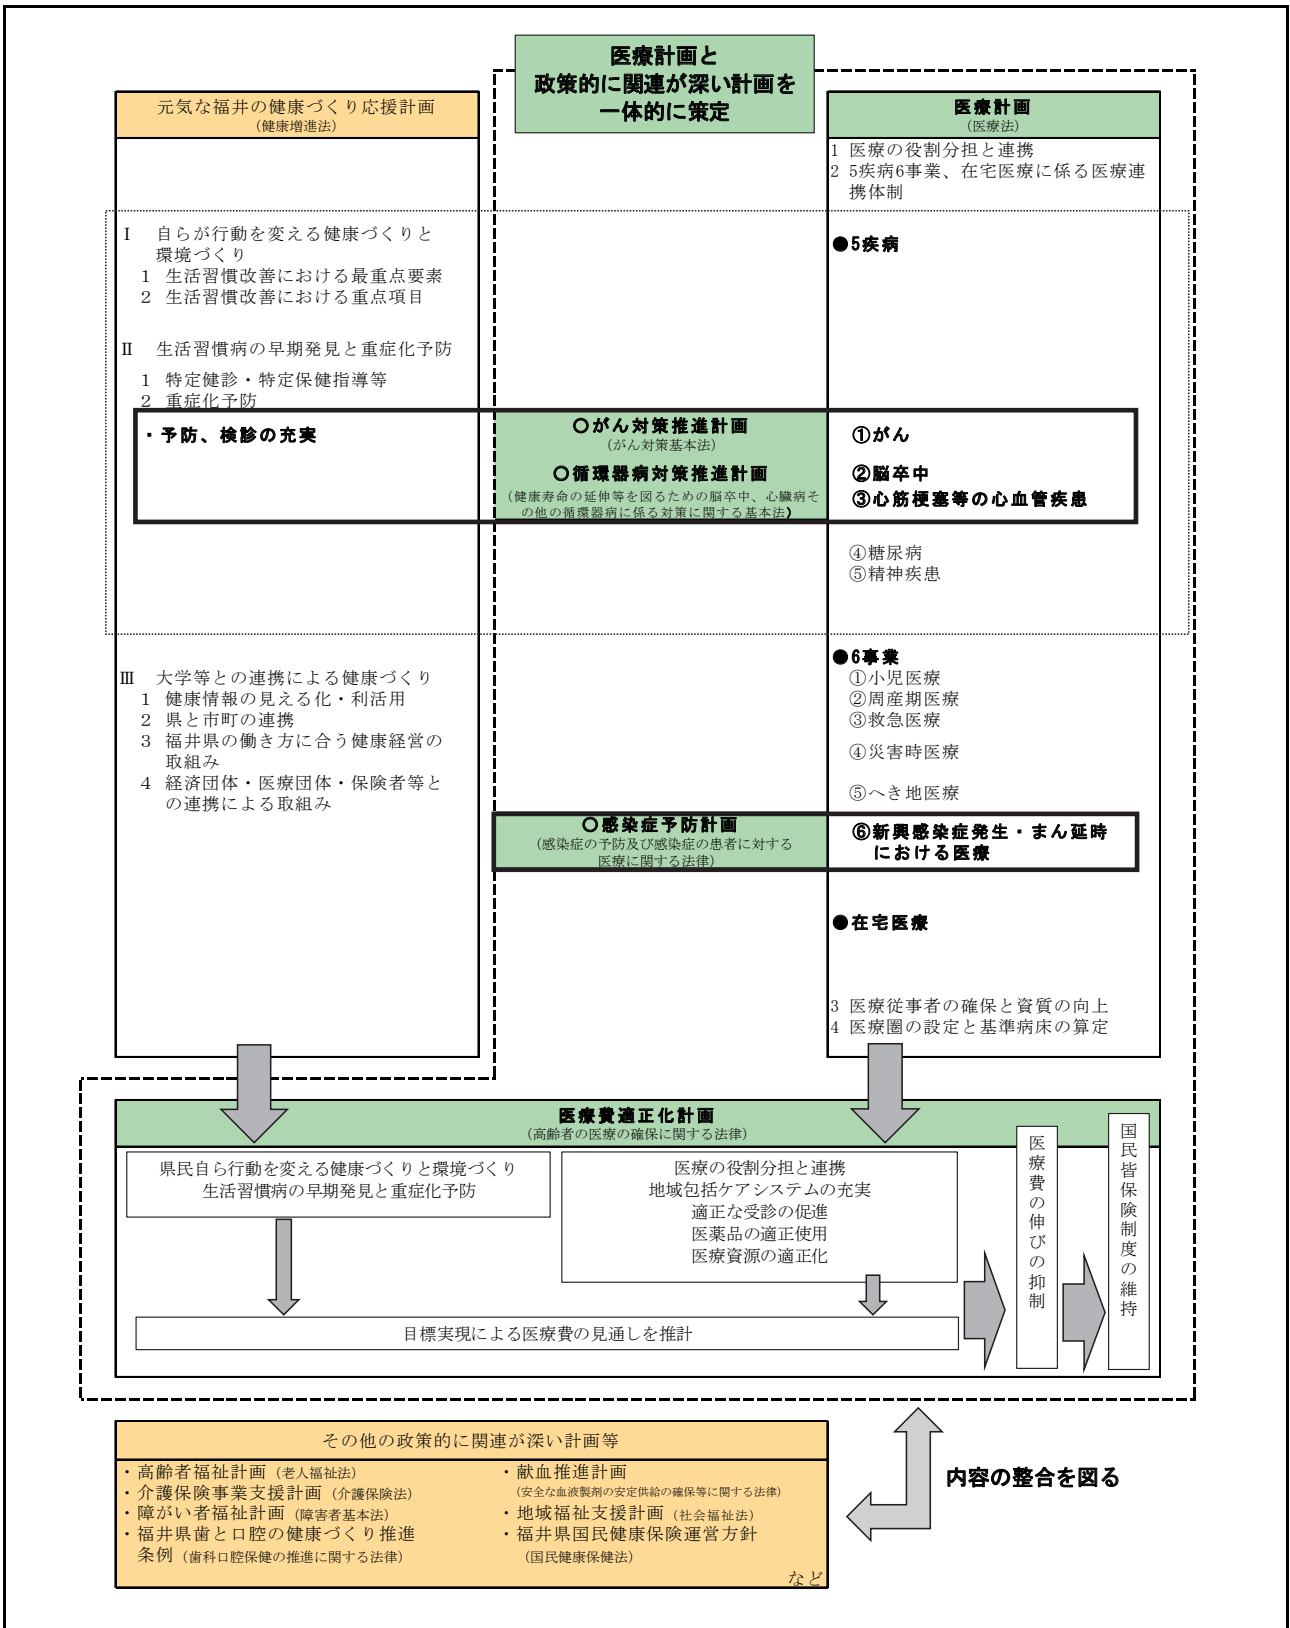 医療計画と
政策的に関連が深い計画を
一体的に策定
元気な福井の健康づくり応援計画
(健康増進法)
Ⅰ 自らが行動を変える健康づくりと
環境づくり
1 生活習慣改善における最重点要素
2 生活習慣改善における重点項目
Ⅱ 生活習慣病の早期発見と重症化予防
1 特定健診・特定保健指導等
2 重症化予防
・予防、検診の充実
Ⅲ 大学等との連携による健康づくり
1 健康情報の見える化・利活用
2 県と市町の連携
3 福井県の働き方に合う健康経営の
取組み
4 経済団体・医療団体・保険者等と
の連携による取組み
○がん対策推進計画
(がん対策基本法)
○循環器病対策推進計画
(健康寿命の延伸等を図るための脳卒中、心臓病そ
の他の循環器病に係る対策に関する基本法)
○感染症予防計画
(感染症の予防及び感染症の患者に対する
医療に関する法律)
医療計画
(医療法)
1 医療の役割分担と連携
2 5疾病6事業、在宅医療に係る医療連
携体制
●5疾病
①がん
②脳卒中
③心筋梗塞等の心血管疾患
④糖尿病
⑤精神疾患
●6事業
①小児医療
②周産期医療
③救急医療
④災害時医療
⑤へき地医療
⑥新興感染症発生・まん延時
における医療
●在宅医療
3 医療従事者の確保と資質の向上
4 医療圏の設定と基準病床の算定
医療費適正化計画
(高齢者の医療の確保に関する法律)
県民自ら行動を変える健康づくりと環境づくり
生活習慣病の早期発見と重症化予防
医療の役割分担と連携
地域包括ケアシステムの充実
適正な受診の促進
医薬品の適正使用
医療資源の適正化
目標実現による医療費の見通しを推計
医療費の伸びの抑制
国民皆保険制度の維持
その他の政策的に関連が深い計画等
・高齢者福祉計画(老人福祉法)
・介護保険事業支援計画(介護保険法)
・障がい者福祉計画(障害者基本法)
・福井県歯と口腔の健康づくり推進
条例(歯科口腔保健の推進に関する法律)
・献血推進計画
(安全な血液製剤の安定供給の確保等に関する法律)
・地域福祉支援計画(社会福祉法)
・福井県国民健康保険運営方針
(国民健康保健法)
など
内容の整合を図る